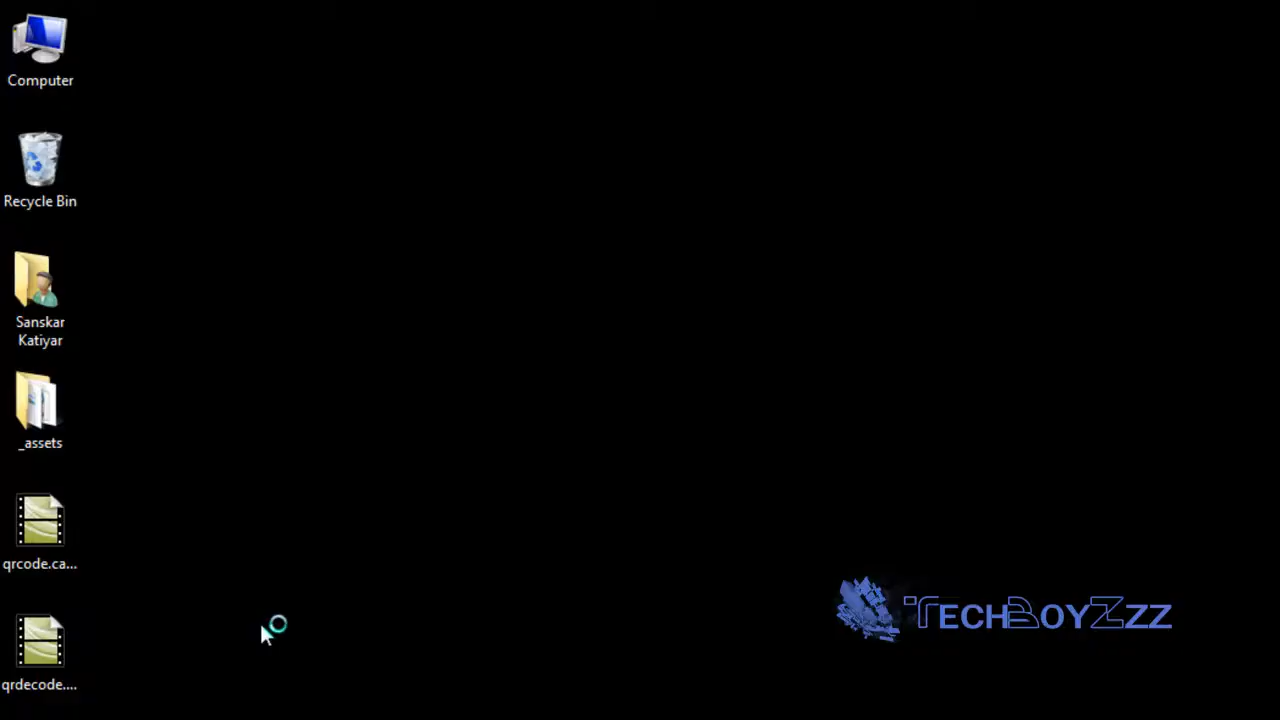 Computer
Recycle Bin
Sanskar
Katiyar
_assets
qrcode.ca...
qrdecode....
TechBoyZzz